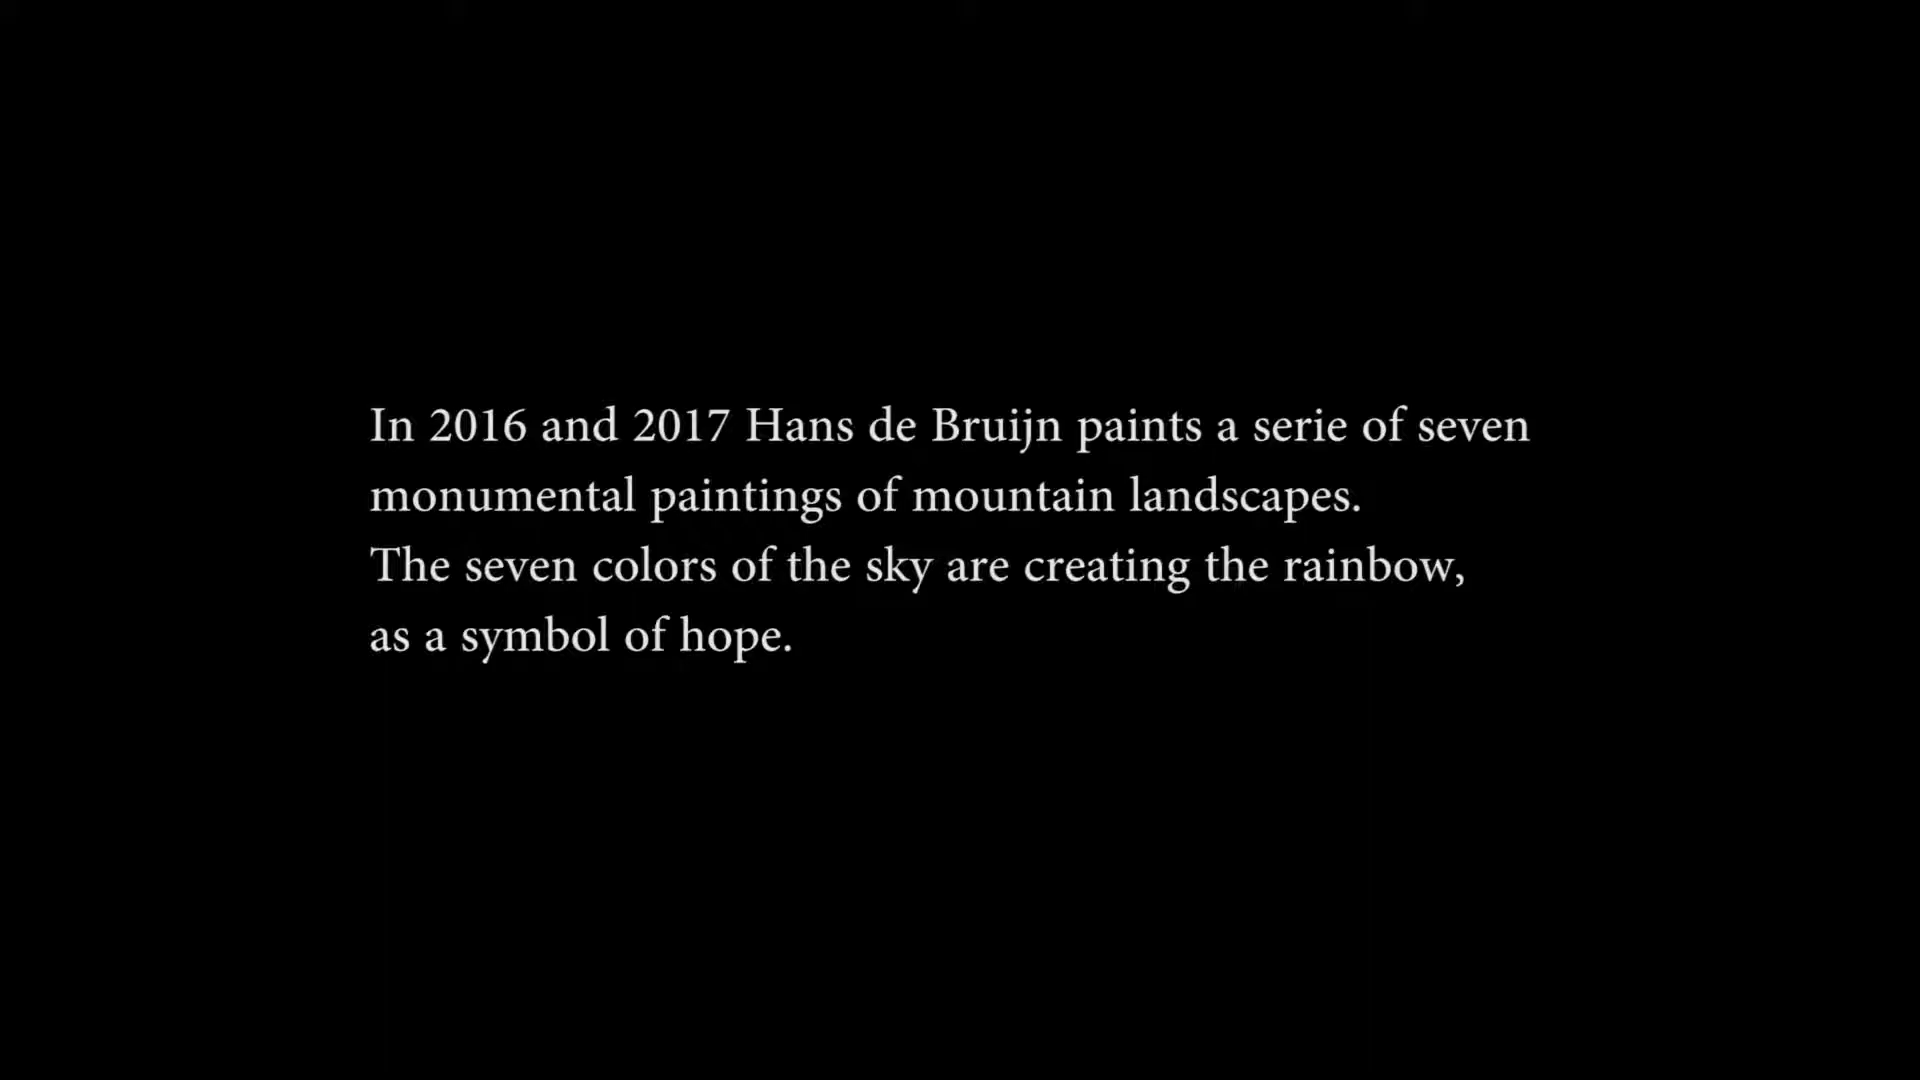 In 2016 and 2017 Hans de Bruijn paints a serie of seven
monumental paintings of mountain landscapes.
The seven colors of the sky are creating the rainbow,
as a symbol of hope.